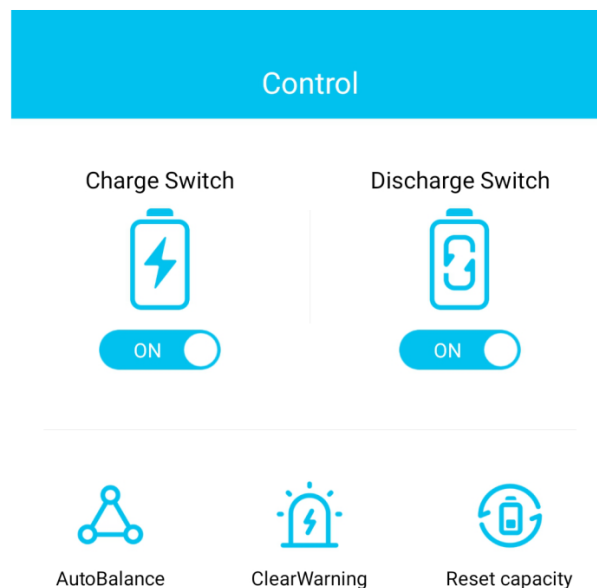 Control
Charge Switch
Discharge Switch
ON
ON
AutoBalance
ClearWarning
Reset capacity